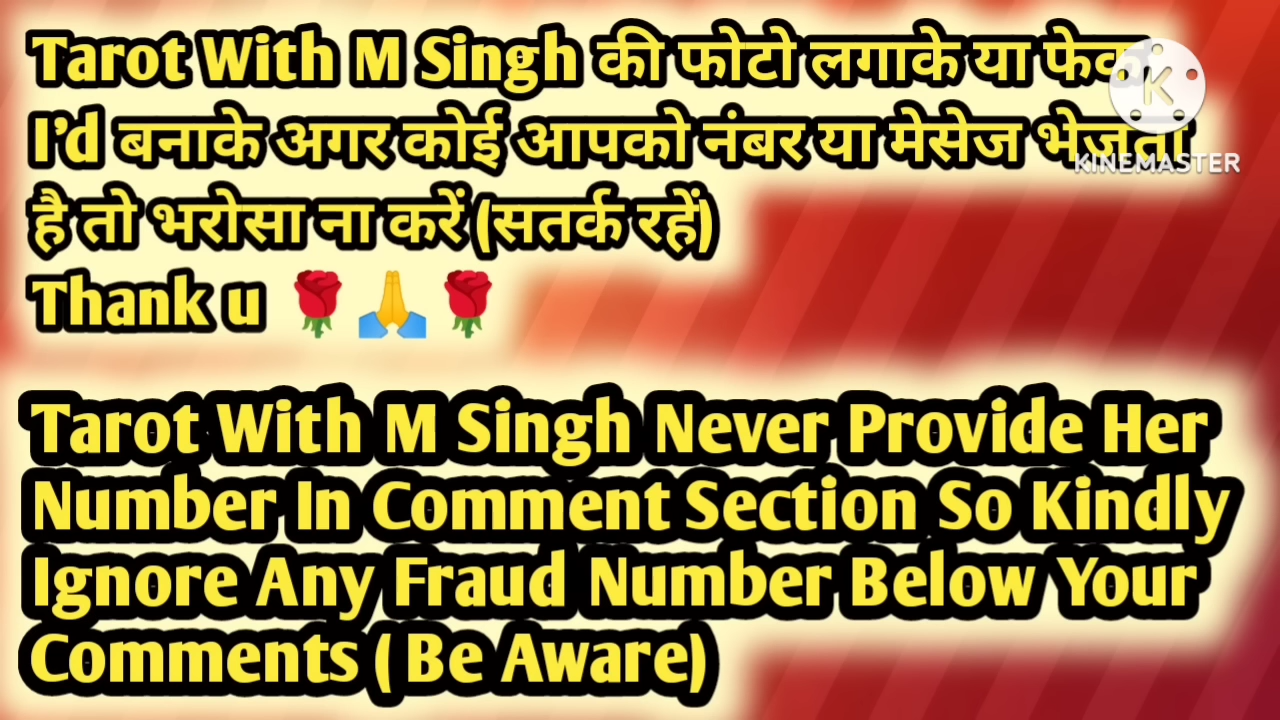 Tarot With M Singh की फोटो लगाके या फेक
I'd बनाके अगर कोई आपको नंबर या मेसेज भेजता
है तो भरोसा ना करें (सतर्क रहें)
Thank u 🌹🙏🌹
K
KINEMASTER
Tarot With M Singh Never Provide Her
Number In Comment Section So Kindly
Ignore Any Fraud Number Below Your
Comments ( Be Aware)